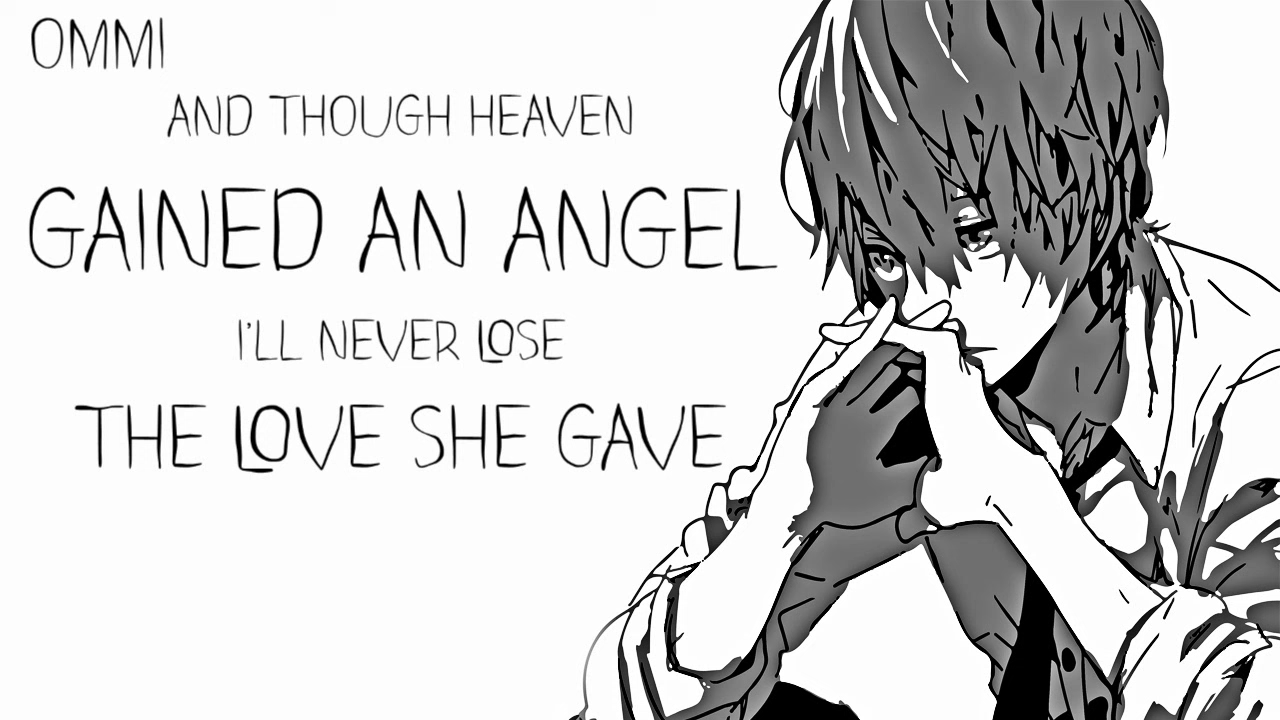 OMMI
AND THOUGH HEAVEN
GAINED AN ANGEL
I'LL NEVER LOSE
THE LOVE SHE GAVE